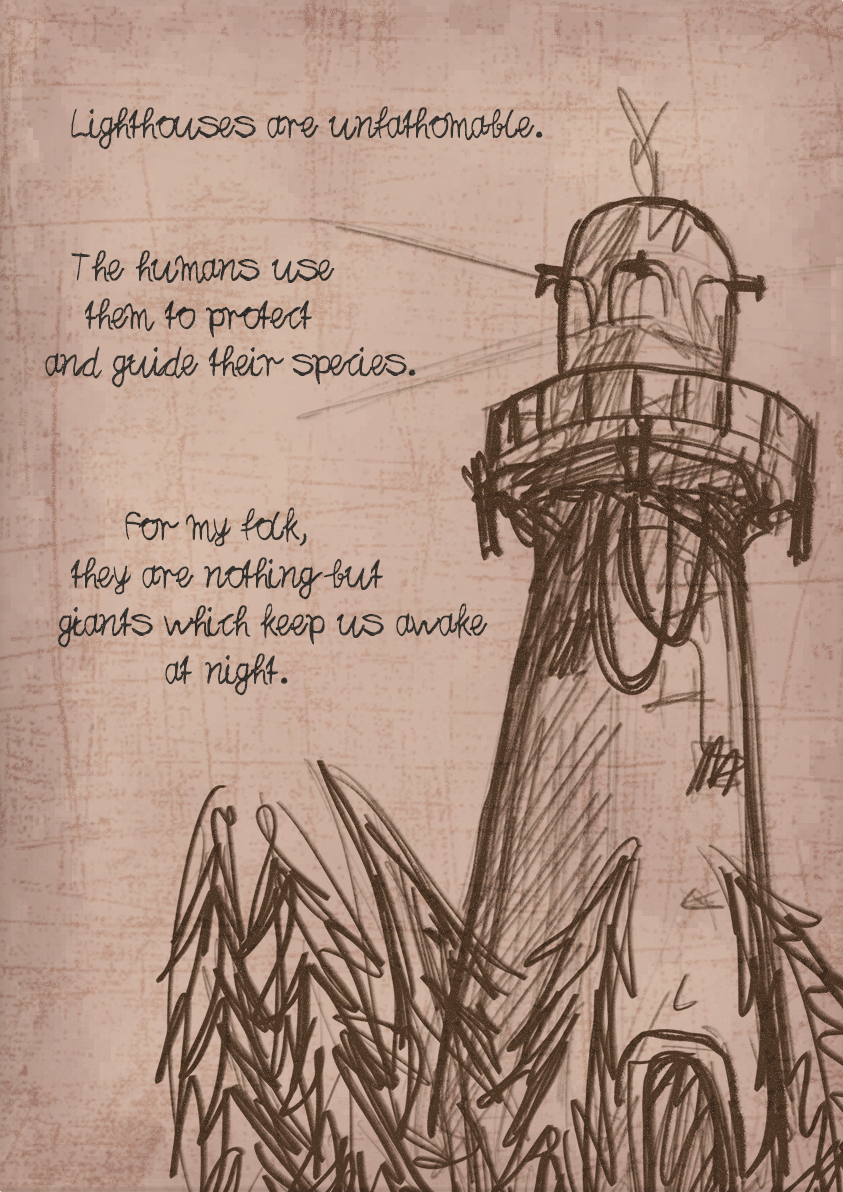 Lighthouses are unfathomable.
The humans use
them to protect
and guide their species.
For my folk,
they are nothing but
giants which keep us awake
at night.